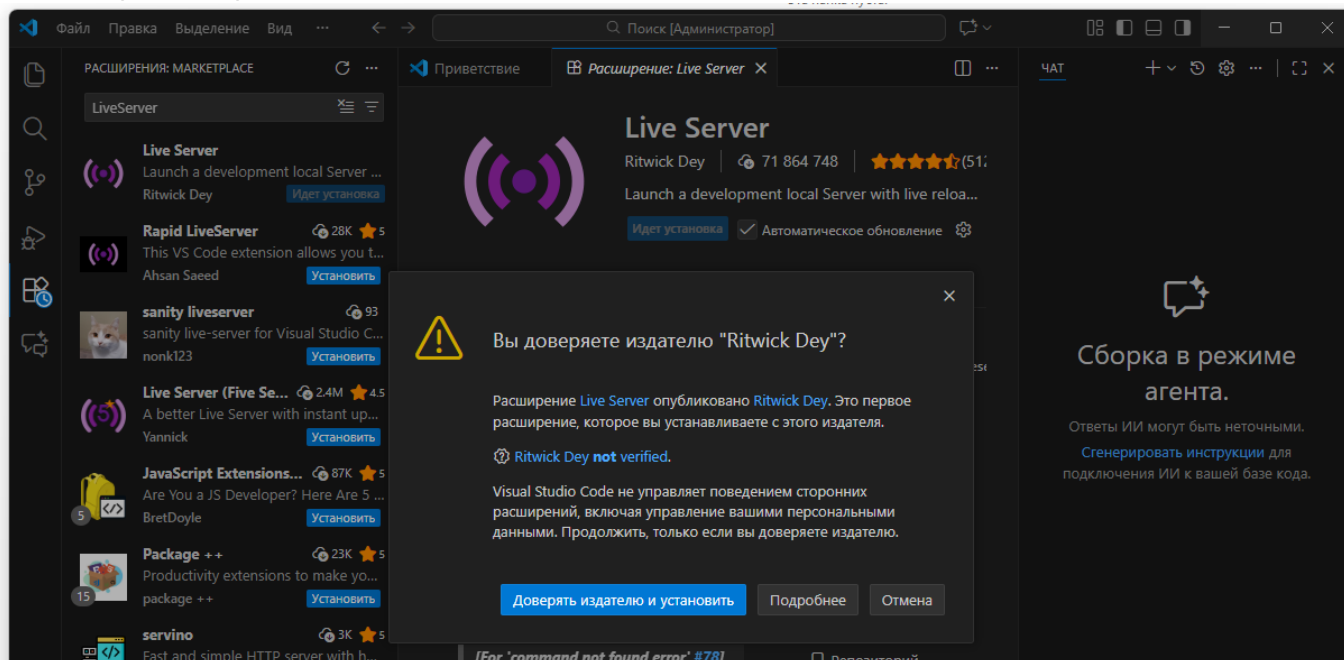 Файл Правка Выделение Вид ··· Поиск [Администратор]
РАСШИРЕНИЯ: MARKETPLACE
LiveServer
Live Server
Launch a development local Server ...
Ritwick Dey Идет установка
Rapid LiveServer 28K 5
This VS Code extension allows you t...
Ahsan Saeed Установить
sanity liveserver 93
sanity live-server for Visual Studio C...
nonk123 Установить
Live Server (Five Se... 2.4M 4.5
A better Live Server with instant up...
Yannick Установить
JavaScript Extensions... 87K 5
Are You a JS Developer? Here Are 5 ...
5 BretDoyle Установить
Package ++ 23K 5
Productivity extensions to make yo...
15 package ++ Установить
servino 3K 5
Fast and simple HTTP server with h...
Приветствие Расширение: Live Server
Live Server
Ritwick Dey 71 864 748 (512
Launch a development local Server with live reloa...
Идет установка Автоматическое обновление
Вы доверяете издателю "Ritwick Dey"?
Расширение Live Server опубликовано Ritwick Dey. Это первое
расширение, которое вы устанавливаете с этого издателя.
Ritwick Dey not verified.
Visual Studio Code не управляет поведением сторонних
расширений, включая управление вашими персональными
данными. Продолжить, только если вы доверяете издателю.
Доверять издателю и установить Подробнее Отмена
[For 'command not found error' #78]
Репозиторий
ЧАТ
Сборка в режиме
агента.
Ответы ИИ могут быть неточными.
Сгенерировать инструкции для
подключения ИИ к вашей базе кода.